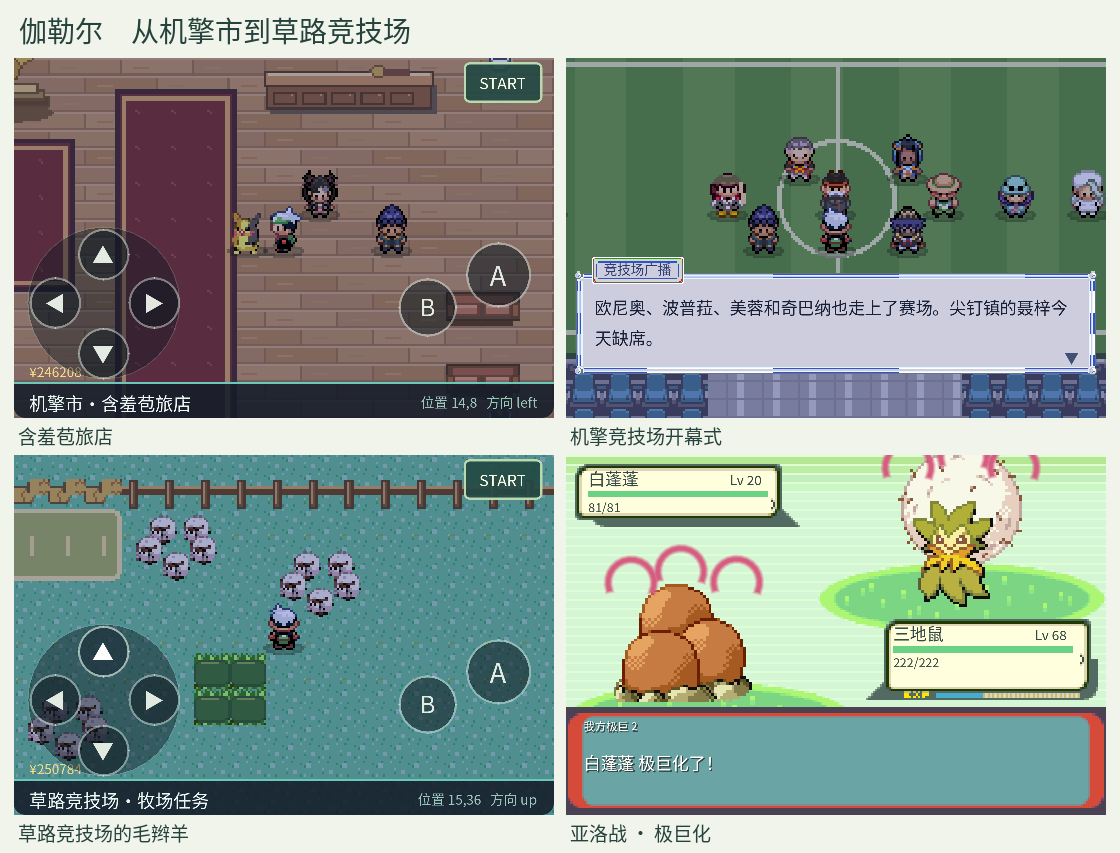 伽勒尔　从机擎市到草路竞技场
START
A
B
¥246208
机擎市·含羞苞旅店
位置 14,8 方向 left
含羞苞旅店
竞技场广播
欧尼奥、波普菈、美蓉和奇巴纳也走上了赛场。尖钉镇的聂梓今
天缺席。
机擎竞技场开幕式
START
A
B
¥250784
草路竞技场·牧场任务
位置 15,36 方向 up
草路竞技场的毛辫羊
白蓬蓬
Lv 20
81/81
三地鼠
Lv 68
222/222
我方极巨 2
白蓬蓬 极巨化了!
亚洛战·极巨化